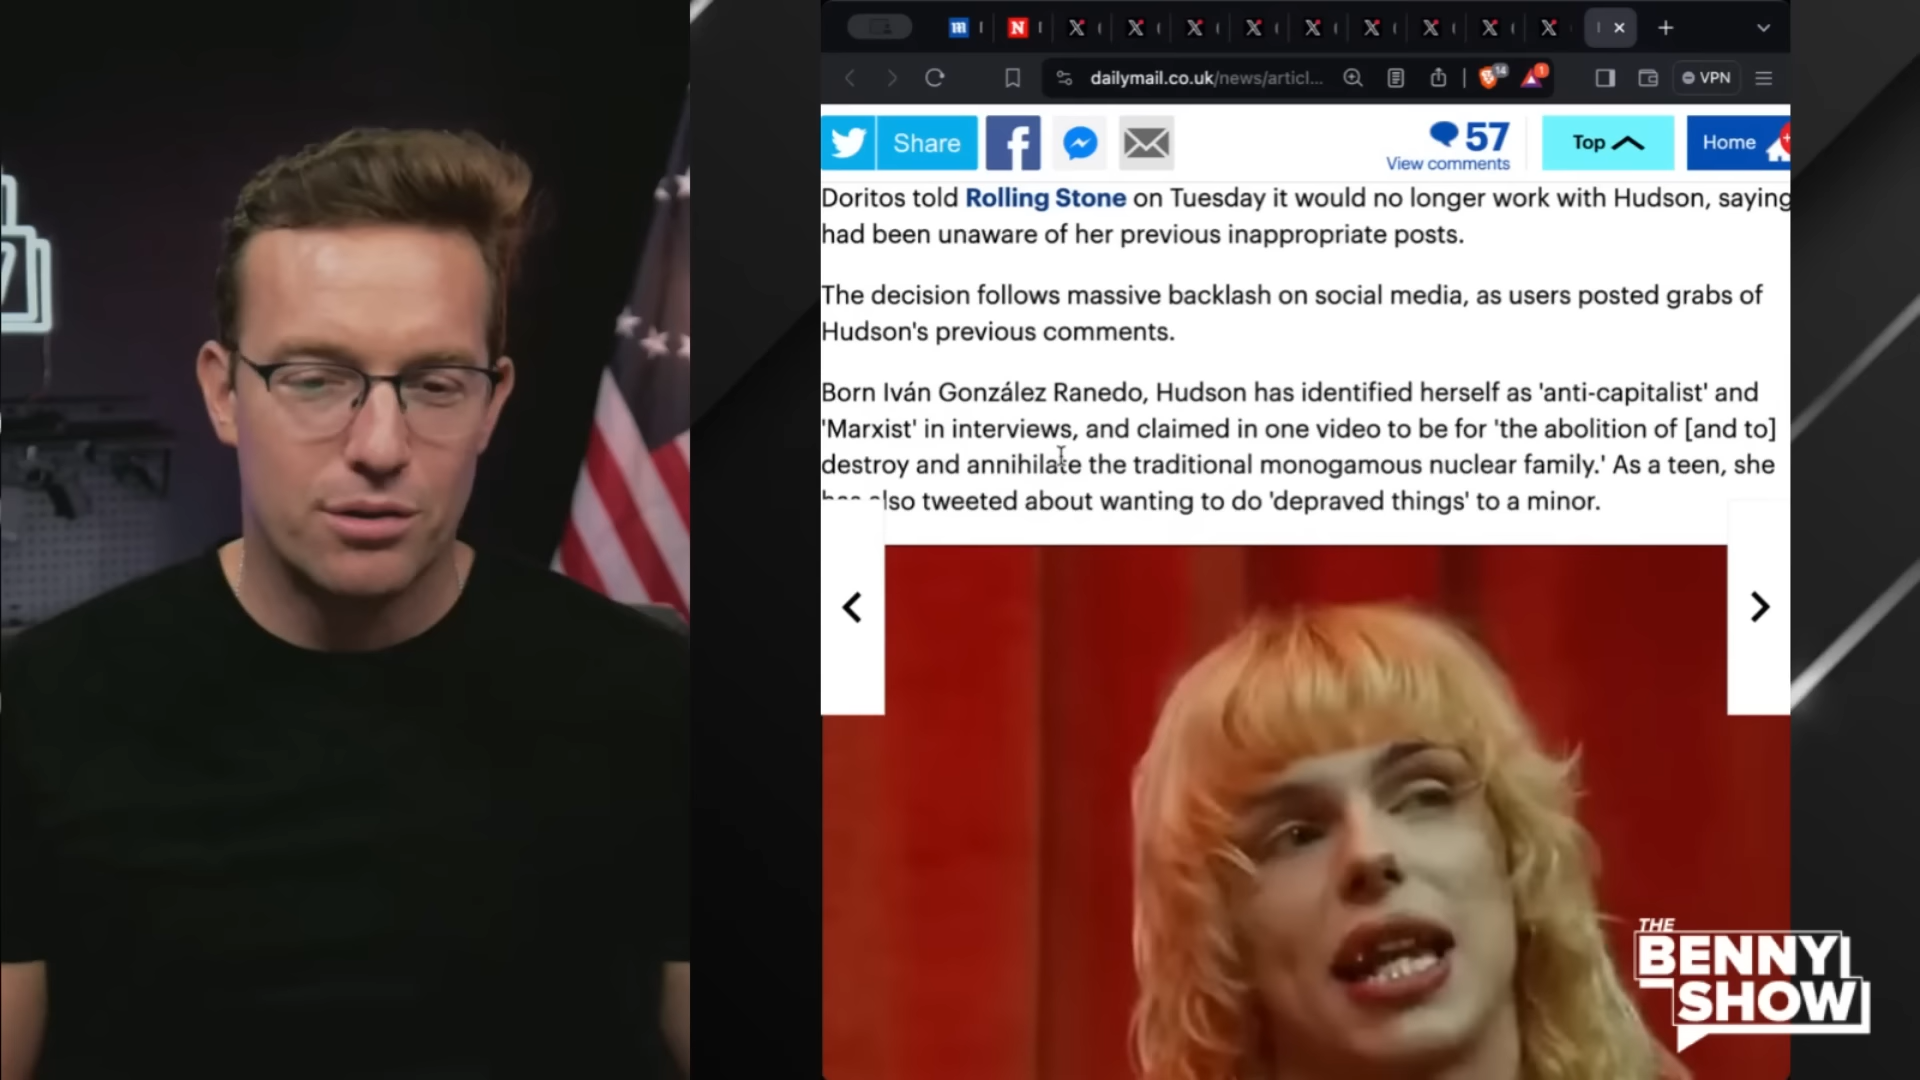 dailymail.co.uk/news/articl...
14
1
VPN
Share
57
View comments
Top
Home
Doritos told Rolling Stone on Tuesday it would no longer work with Hudson, saying
had been unaware of her previous inappropriate posts.
The decision follows massive backlash on social media, as users posted grabs of
Hudson's previous comments.
Born Iván González Ranedo, Hudson has identified herself as 'anti-capitalist' and
'Marxist' in interviews, and claimed in one video to be for 'the abolition of [and to]
destroy and annihilate the traditional monogamous nuclear family.' As a teen, she
has also tweeted about wanting to do 'depraved things' to a minor.
THE
BENNY
SHOW